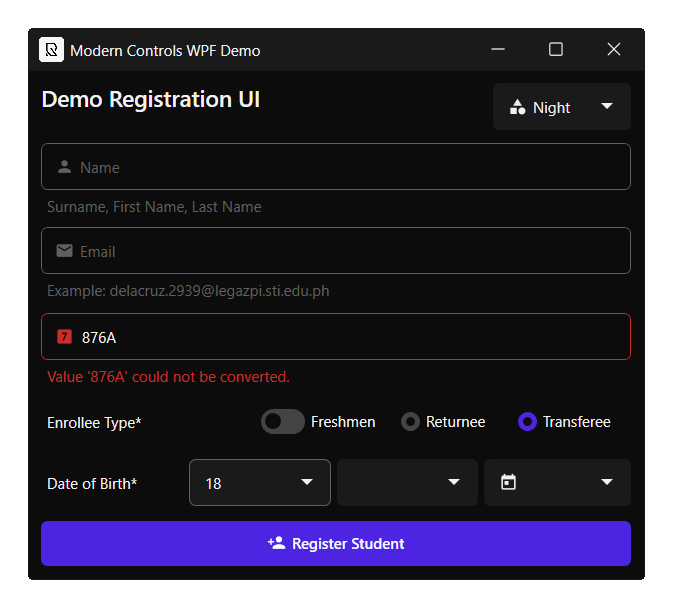 Modern Controls WPF Demo
Demo Registration UI
Night
Name
Surname, First Name, Last Name
Email
Example: delacruz.2939@legazpi.sti.edu.ph
7 876A
Value '876A' could not be converted.
Enrollee Type* Freshmen Returnee Transferee
Date of Birth* 18
Register Student